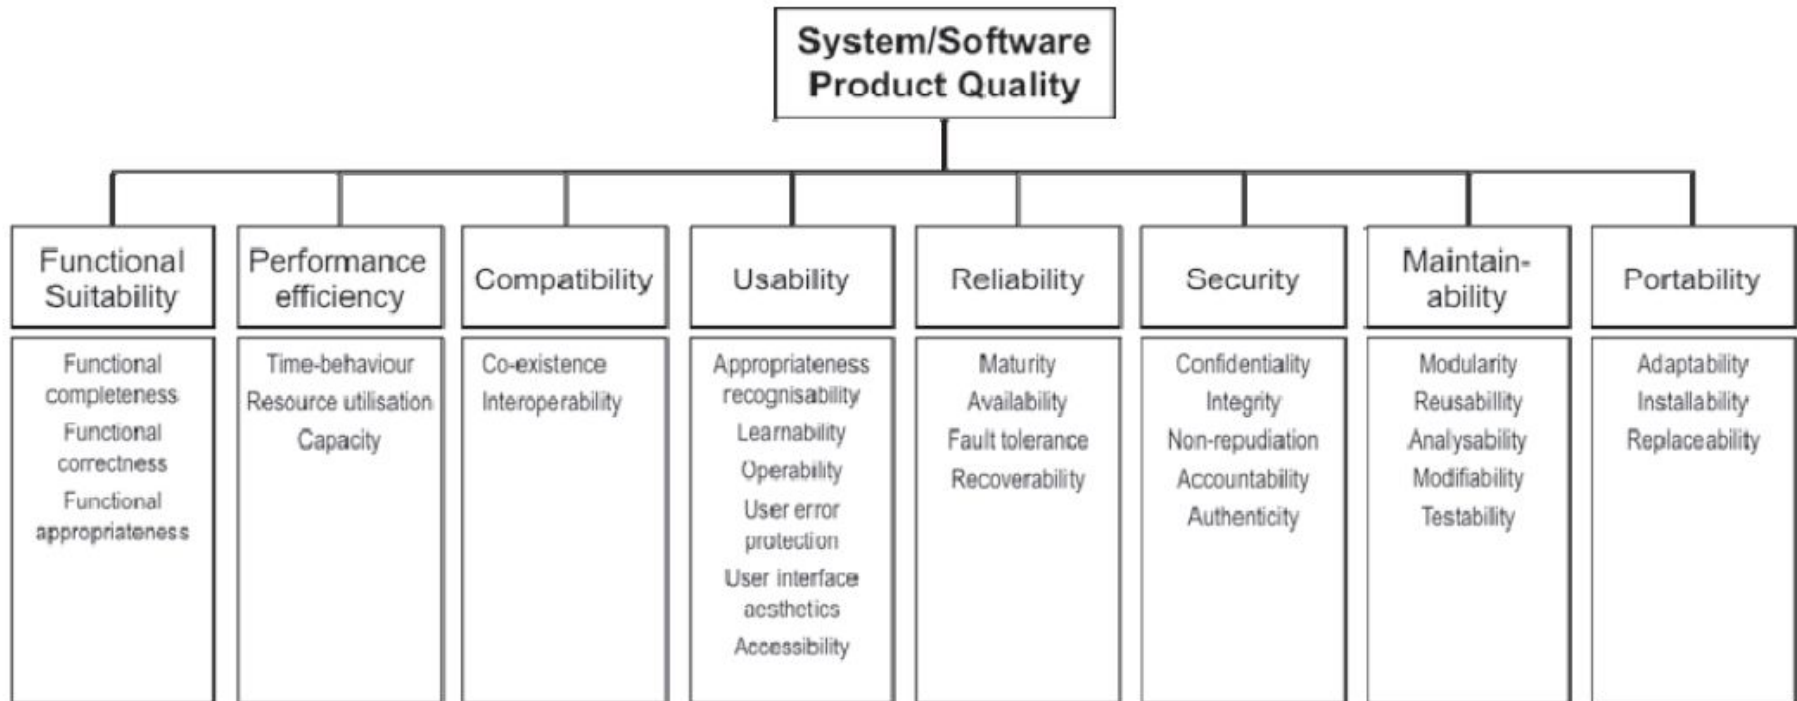 System/Software
Product Quality
Functional
Suitability
Performance
efficiency
Compatibility
Usability
Reliability
Security
Maintain-
ability
Portability
Functional
completeness
Functional
correctness
Functional
appropriateness
Time-behaviour
Resource utilisation
Capacity
Co-existence
Interoperability
Appropriateness
recognisability
Learnability
Operability
User error
protection
User interface
aesthetics
Accessibility
Maturity
Availability
Fault tolerance
Recoverability
Confidentiality
Integrity
Non-repudiation
Accountability
Authenticity
Modularity
Reusabillity
Analysability
Modifiability
Testability
Adaptability
Installability
Replaceability